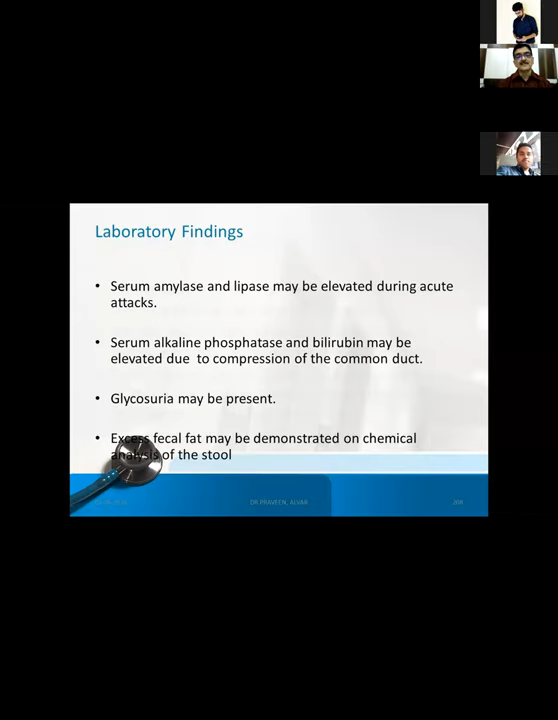 Laboratory Findings
• Serum amylase and lipase may be elevated during acute
attacks.
• Serum alkaline phosphatase and bilirubin may be
elevated due to compression of the common duct.
• Glycosuria may be present.
• Excess fecal fat may be demonstrated on chemical
analysis of the stool
DR PRAVEEN, ALVAR
208